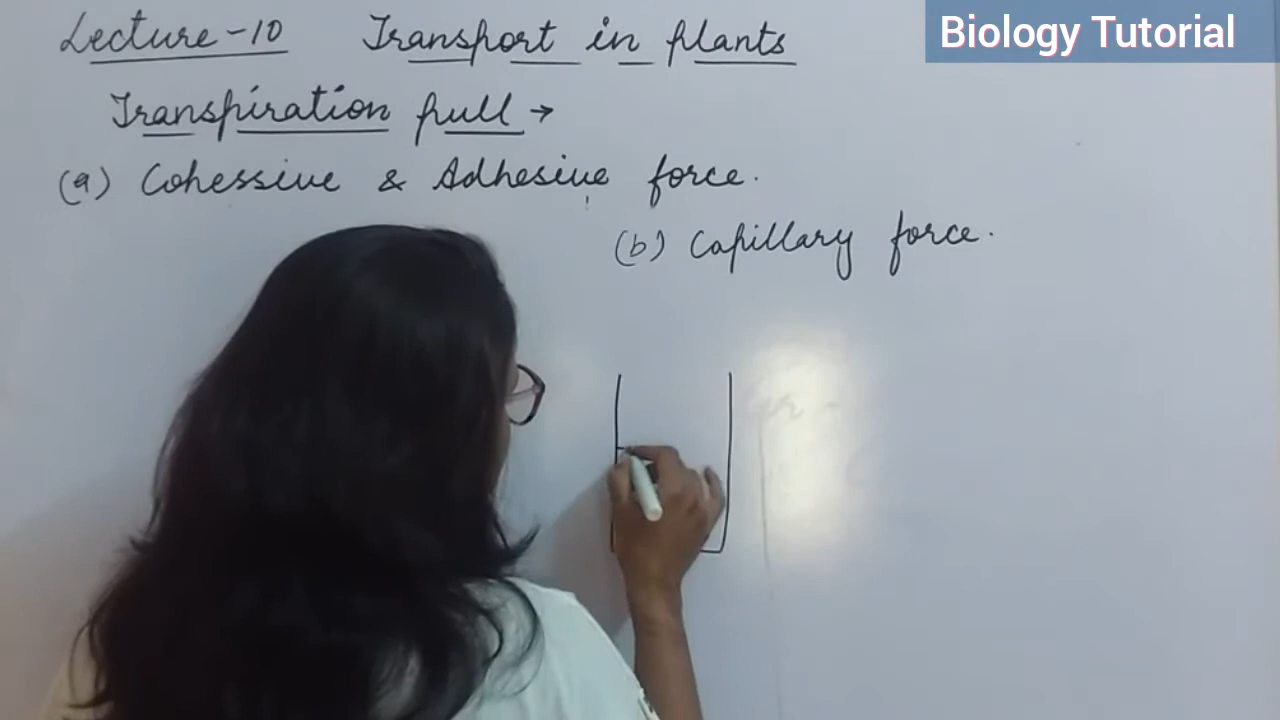 Lecture-10 Transport in plants
Biology Tutorial
Transpiration pull →
(a) Cohessive & Adhesive force.
(b) Capillary force.